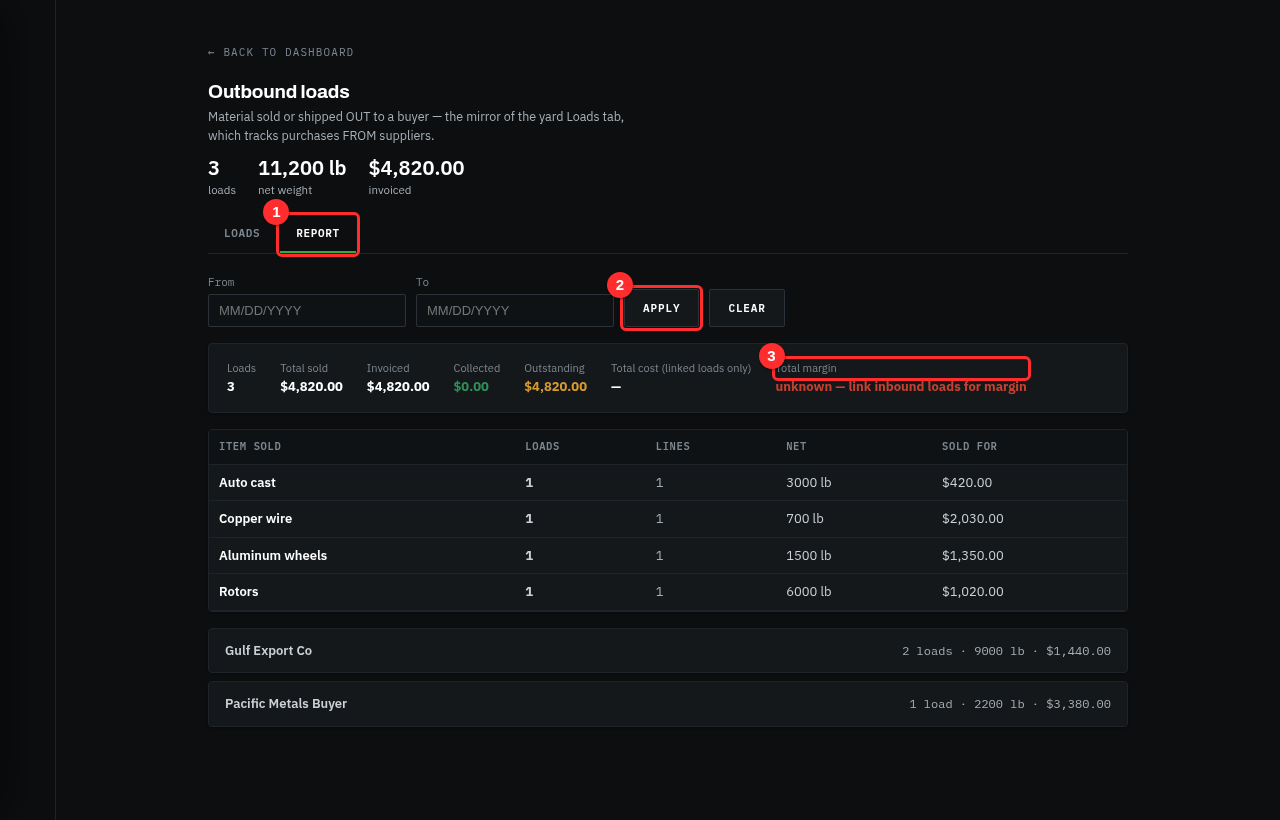 ← BACK TO DASHBOARD
Outbound loads
Material sold or shipped OUT to a buyer — the mirror of the yard Loads tab,
which tracks purchases FROM suppliers.
3 11,200 lb $4,820.00
loads net weight invoiced
1
LOADS REPORT
From To
2
MM/DD/YYYY MM/DD/YYYY APPLY CLEAR
3
Loads Total sold Invoiced Collected Outstanding Total cost (linked loads only) Total margin
3 $4,820.00 $4,820.00 $0.00 $4,820.00 — unknown — link inbound loads for margin
ITEM SOLD LOADS LINES NET SOLD FOR
Auto cast 1 1 3000 lb $420.00
Copper wire 1 1 700 lb $2,030.00
Aluminum wheels 1 1 1500 lb $1,350.00
Rotors 1 1 6000 lb $1,020.00
Gulf Export Co 2 loads · 9000 lb · $1,440.00
Pacific Metals Buyer 1 load · 2200 lb · $3,380.00